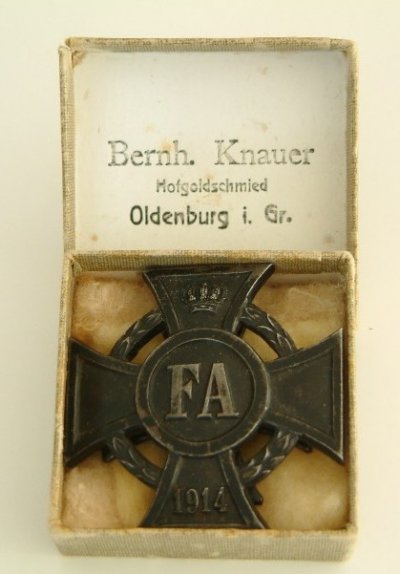 Bernh. Knauer
Hofgoldschmied
Oldenburg i. Gr.
FA
1914